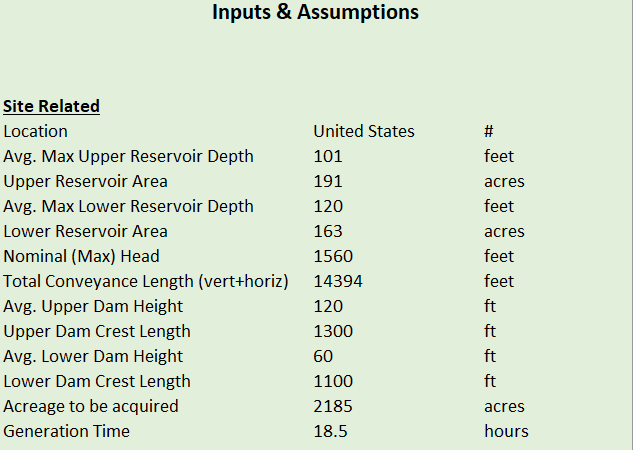 Inputs & Assumptions
Site Related
Location United States #
Avg. Max Upper Reservoir Depth 101 feet
Upper Reservoir Area 191 acres
Avg. Max Lower Reservoir Depth 120 feet
Lower Reservoir Area 163 acres
Nominal (Max) Head 1560 feet
Total Conveyance Length (vert+horiz) 14394 feet
Avg. Upper Dam Height 120 ft
Upper Dam Crest Length 1300 ft
Avg. Lower Dam Height 60 ft
Lower Dam Crest Length 1100 ft
Acreage to be acquired 2185 acres
Generation Time 18.5 hours